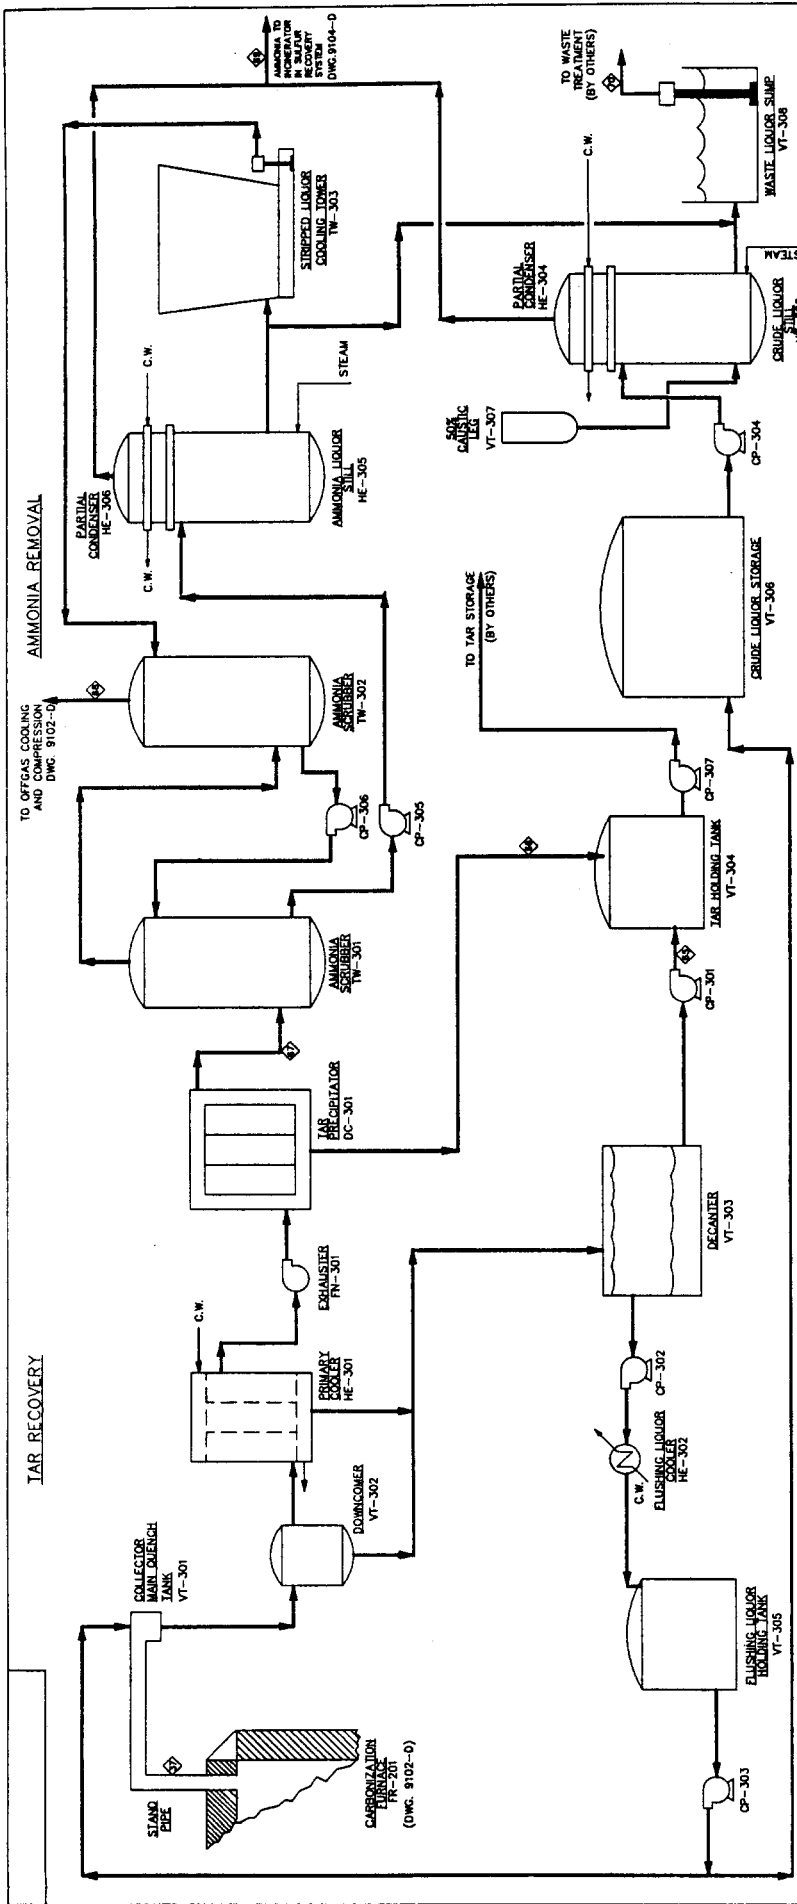 TAR RECOVERY
AMMONIA REMOVAL
STAND
PIPE
37
CARBONIZATION
FURNACE
FR-201
(DWG. 9102-D)
COLLECTOR
MAIN QUENCH
TANK
VT-301
DOWNCOMER
VT-302
C.W.
PRIMARY
COOLER
HE-301
EXHAUSTER
FN-301
TAR
PRECIPITATOR
DC-301
AMMONIA
SCRUBBER
TW-301
CP-306
CP-305
TO OFFGAS COOLING
AND COMPRESSION
DWG. 9102-D
AMMONIA
SCRUBBER
TW-302
PARTIAL
CONDENSER
HE-306
C.W.
C.W.
AMMONIA LIQUOR
STILL
HE-305
STEAM
STRIPPED LIQUOR
COOLING TOWER
TW-303
AMMONIA TO
INCINERATOR
IN SULFUR
RECOVERY
SYSTEM
DWG.9104-D
CP-303
FLUSHING LIQUOR
HOLDING TANK
VT-305
C.W.
FLUSHING LIQUOR
COOLER
HE-302
CP-302
DECANTER
VT-303
CP-301
TAR HOLDING TANK
VT-304
CP-307
TO TAR STORAGE
(BY OTHERS)
CRUDE LIQUOR STORAGE
VT-306
CP-304
50%
CAUSTIC
LEG
VT-307
PARTIAL
CONDENSER
HE-304
C.W.
CRUDE LIQUOR
STILL
STEAM
TO WASTE
TREATMENT
(BY OTHERS)
WASTE LIQUOR SUMP
VT-308